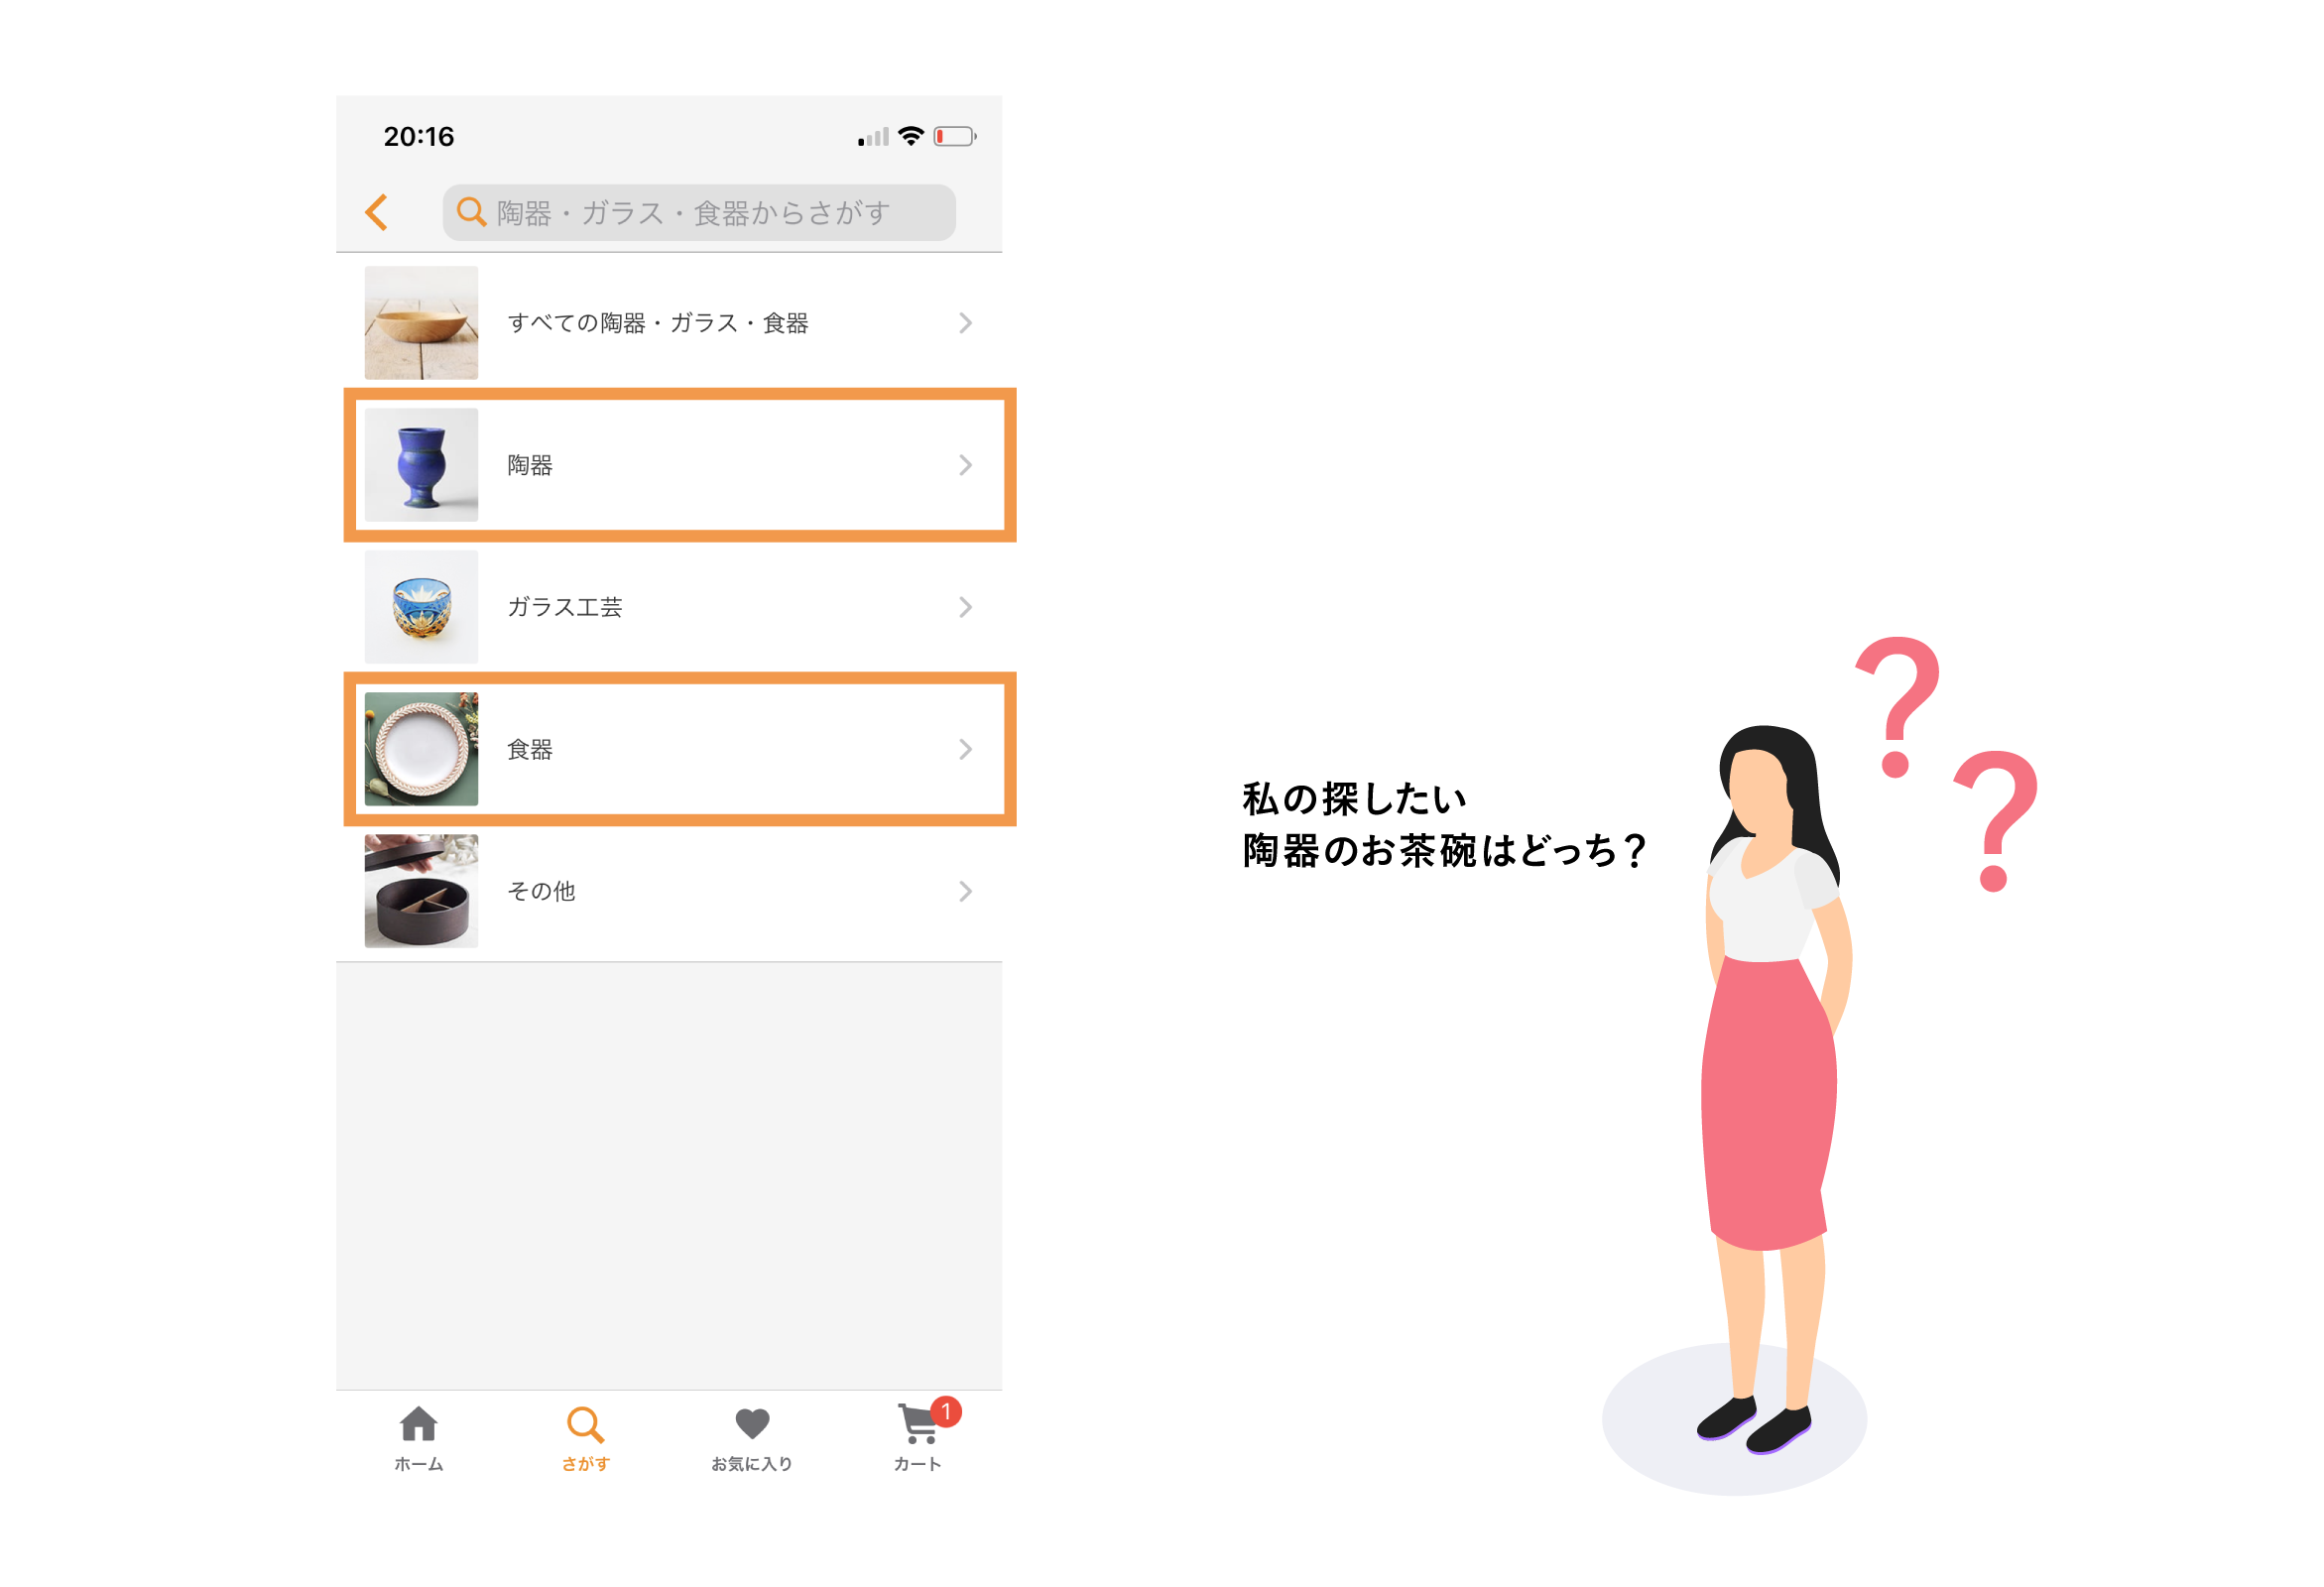 20:16
陶器・ガラス・食器からさがす
すべての陶器・ガラス・食器
陶器
ガラス工芸
食器
その他
ホーム
さがす
お気に入り
カート
1
私の探したい
陶器のお茶碗はどっち？
??